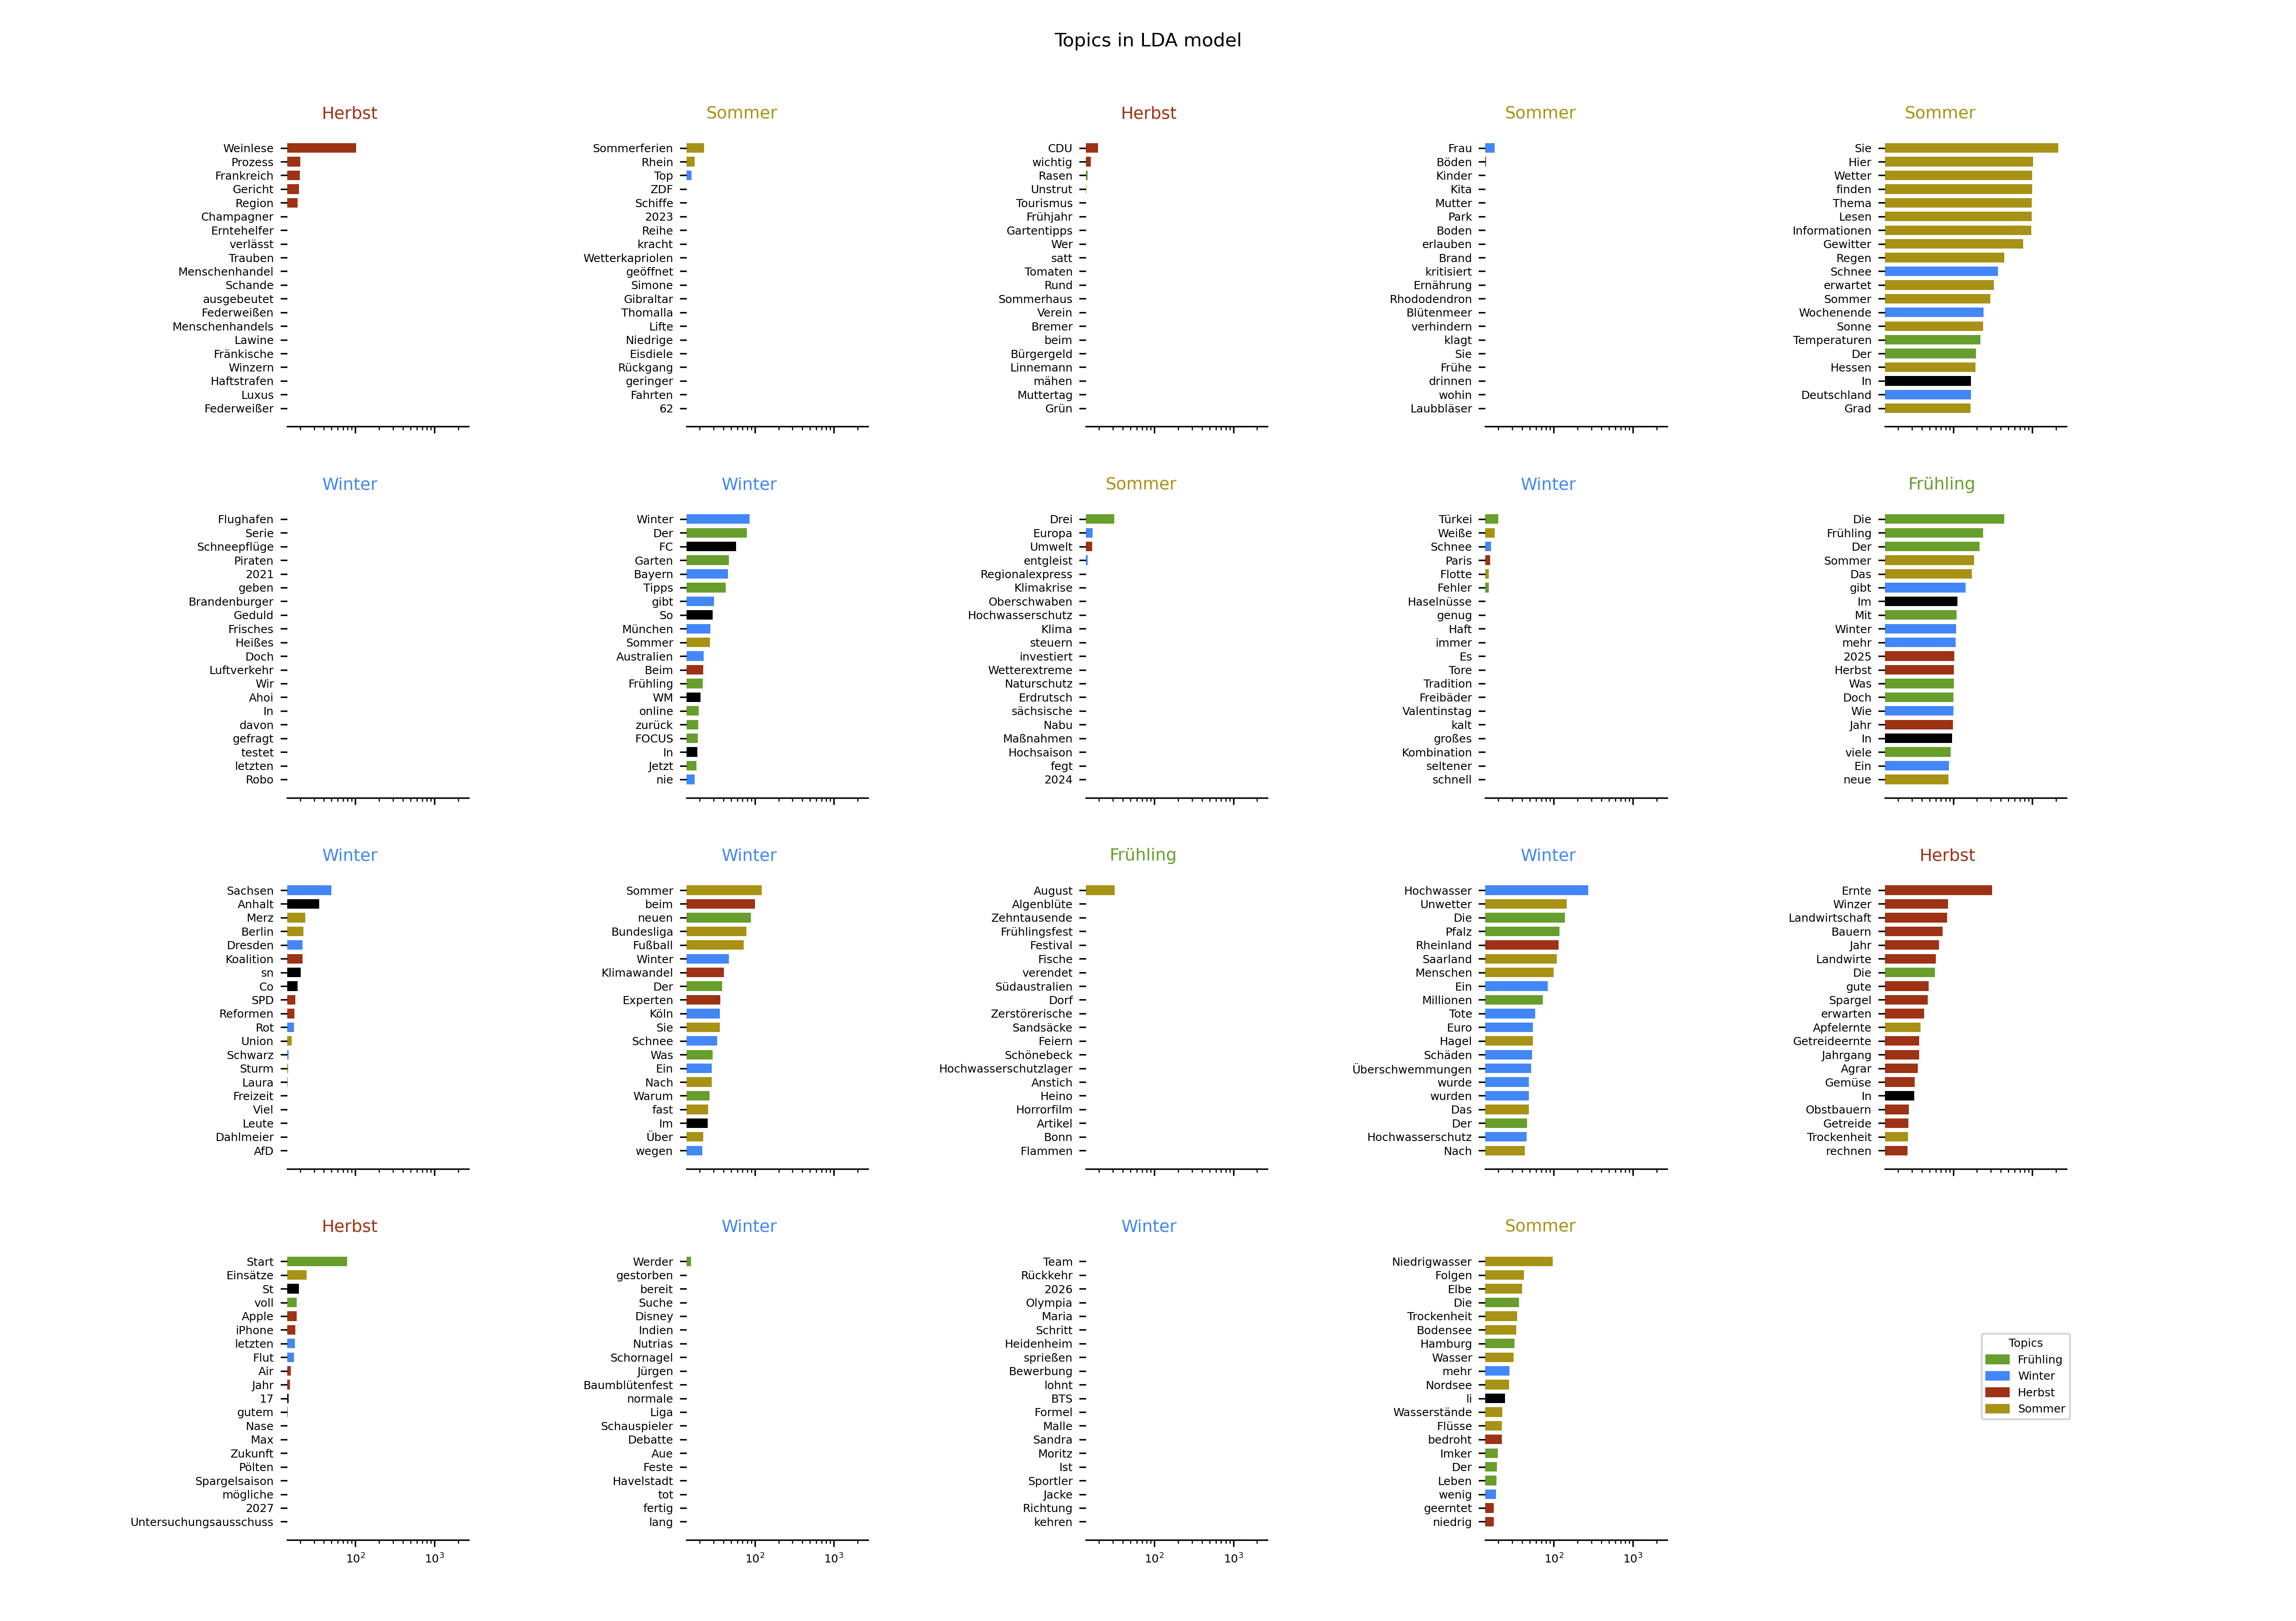 Topics in LDA model
Herbst
Weinlese
Prozess
Frankreich
Gericht
Region
Champagner
Erntehelfer
verlässt
Trauben
Menschenhandel
Schande
ausgebeutet
Federweißen
Menschenhandels
Lawine
Fränkische
Winzern
Haftstrafen
Luxus
Federweißer
Sommer
Sommerferien
Rhein
Top
ZDF
Schiffe
2023
Reihe
kracht
Wetterkapriolen
geöffnet
Simone
Gibraltar
Thomalla
Lifte
Niedrige
Eisdiele
Rückgang
geringer
Fahrten
62
Herbst
CDU
wichtig
Rasen
Unstrut
Tourismus
Frühjahr
Gartentipps
Wer
satt
Tomaten
Rund
Sommerhaus
Verein
Bremer
beim
Bürgergeld
Linnemann
mähen
Muttertag
Grün
Sommer
Frau
Böden
Kinder
Kita
Mutter
Park
Boden
erlauben
Brand
kritisiert
Ernährung
Rhododendron
Blütenmeer
verhindern
klagt
Sie
Frühe
drinnen
wohin
Laubbläser
Sommer
Sie
Hier
Wetter
finden
Thema
Lesen
Informationen
Gewitter
Regen
Schnee
erwartet
Sommer
Wochenende
Sonne
Temperaturen
Der
Hessen
In
Deutschland
Grad
Winter
Flughafen
Serie
Schneepflüge
Piraten
2021
geben
Brandenburger
Geduld
Frisches
Heißes
Doch
Luftverkehr
Wir
Ahoi
In
davon
gefragt
testet
letzten
Robo
Winter
Winter
Der
FC
Garten
Bayern
Tipps
gibt
So
München
Sommer
Australien
Beim
Frühling
WM
online
zurück
FOCUS
In
Jetzt
nie
Sommer
Drei
Europa
Umwelt
entgleist
Regionalexpress
Klimakrise
Oberschwaben
Hochwasserschutz
Klima
steuern
investiert
Wetterextreme
Naturschutz
Erdrutsch
sächsische
Nabu
Maßnahmen
Hochsaison
fegt
2024
Winter
Türkei
Weiße
Schnee
Paris
Flotte
Fehler
Haselnüsse
genug
Haft
immer
Es
Tore
Tradition
Freibäder
Valentinstag
kalt
großes
Kombination
seltener
schnell
Frühling
Die
Frühling
Der
Sommer
Das
gibt
Im
Mit
Winter
mehr
2025
Herbst
Was
Doch
Wie
Jahr
In
viele
Ein
neue
Winter
Sachsen
Anhalt
Merz
Berlin
Dresden
Koalition
sn
Co
SPD
Reformen
Rot
Union
Schwarz
Sturm
Laura
Freizeit
Viel
Leute
Dahlmeier
AfD
Winter
Sommer
beim
neuen
Bundesliga
Fußball
Winter
Klimawandel
Der
Experten
Köln
Sie
Schnee
Was
Ein
Nach
Warum
fast
Im
Über
wegen
Frühling
August
Algenblüte
Zehntausende
Frühlingsfest
Festival
Fische
verendet
Südaustralien
Dorf
Zerstörerische
Sandsäcke
Feiern
Schönebeck
Hochwasserschutzlager
Anstich
Heino
Horrorfilm
Artikel
Bonn
Flammen
Winter
Hochwasser
Unwetter
Die
Pfalz
Rheinland
Saarland
Menschen
Ein
Millionen
Tote
Euro
Hagel
Schäden
Überschwemmungen
wurde
wurden
Das
Der
Hochwasserschutz
Nach
Herbst
Ernte
Winzer
Landwirtschaft
Bauern
Jahr
Landwirte
Die
gute
Spargel
erwarten
Apfelernte
Getreideernte
Jahrgang
Agrar
Gemüse
In
Obstbauern
Getreide
Trockenheit
rechnen
Herbst
Start
Einsätze
St
voll
Apple
iPhone
letzten
Flut
Air
Jahr
17
gutem
Nase
Max
Zukunft
Pölten
Spargelsaison
mögliche
2027
Untersuchungsausschuss
10² 10³
Winter
Werder
gestorben
bereit
Suche
Disney
Indien
Nutrias
Schornagel
Jürgen
Baumblütenfest
normale
Liga
Schauspieler
Debatte
Aue
Feste
Havelstadt
tot
fertig
lang
10² 10³
Winter
Team
Rückkehr
2026
Olympia
Maria
Schritt
Heidenheim
sprießen
Bewerbung
lohnt
BTS
Formel
Malle
Sandra
Moritz
Ist
Sportler
Jacke
Richtung
kehren
10² 10³
Sommer
Niedrigwasser
Folgen
Elbe
Die
Trockenheit
Bodensee
Hamburg
Wasser
mehr
Nordsee
li
Wasserstände
Flüsse
bedroht
Imker
Der
Leben
wenig
geerntet
niedrig
10² 10³
Topics
Frühling
Winter
Herbst
Sommer